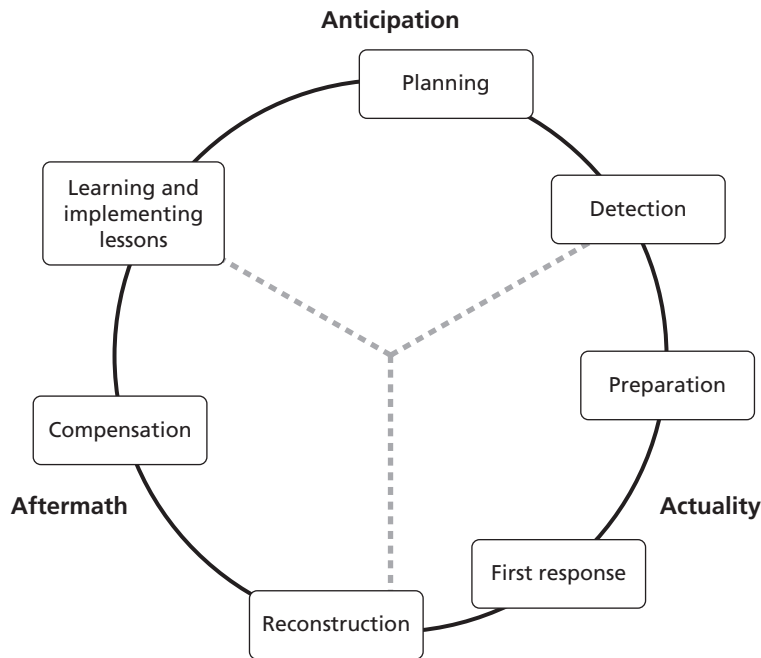 Anticipation
Planning
Learning and
implementing
lessons
Detection
Preparation
Compensation
Aftermath
Actuality
First response
Reconstruction